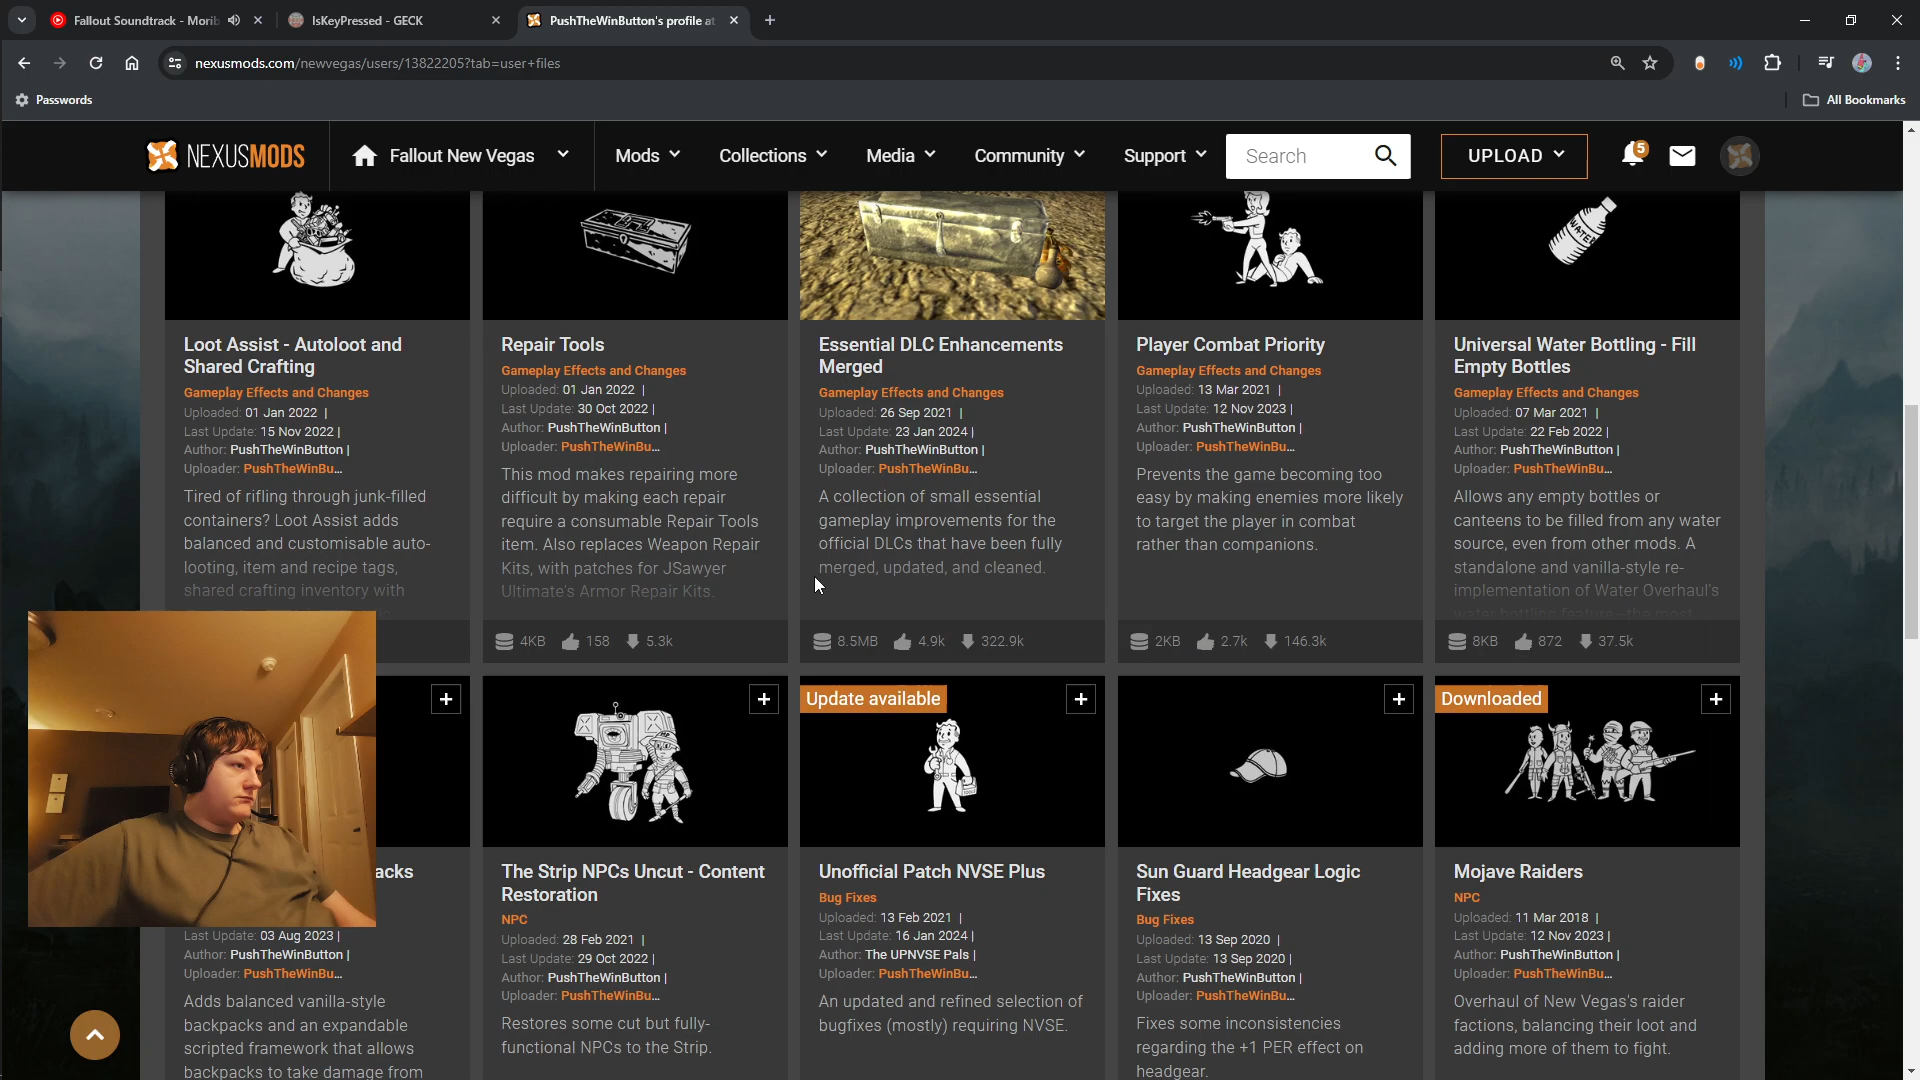 Fallout Soundtrack - Morib
IsKeyPressed - GECK
PushTheWinButton's profile at
nexusmods.com/newvegas/users/13822205?tab=user+files
Passwords
All Bookmarks
NEXUSMODS
Fallout New Vegas
Mods
Collections
Media
Community
Support
Search
UPLOAD
5
WATER
Loot Assist - Autoloot and
Shared Crafting
Gameplay Effects and Changes
Uploaded: 01 Jan 2022 |
Last Update: 15 Nov 2022 |
Author: PushTheWinButton |
Uploader: PushTheWinBu...
Tired of rifling through junk-filled
containers? Loot Assist adds
balanced and customisable auto-
looting, item and recipe tags,
shared crafting inventory with
Repair Tools
Gameplay Effects and Changes
Uploaded: 01 Jan 2022 |
Last Update: 30 Oct 2022 |
Author: PushTheWinButton |
Uploader: PushTheWinBu...
This mod makes repairing more
difficult by making each repair
require a consumable Repair Tools
item. Also replaces Weapon Repair
Kits, with patches for JSawyer
Ultimate's Armor Repair Kits.
4KB 158 5.3k
Essential DLC Enhancements
Merged
Gameplay Effects and Changes
Uploaded: 26 Sep 2021 |
Last Update: 23 Jan 2024 |
Author: PushTheWinButton |
Uploader: PushTheWinBu...
A collection of small essential
gameplay improvements for the
official DLCs that have been fully
merged, updated, and cleaned.
8.5MB 4.9k 322.9k
Player Combat Priority
Gameplay Effects and Changes
Uploaded: 13 Mar 2021 |
Last Update: 12 Nov 2023 |
Author: PushTheWinButton |
Uploader: PushTheWinBu...
Prevents the game becoming too
easy by making enemies more likely
to target the player in combat
rather than companions.
2KB 2.7k 146.3k
Universal Water Bottling - Fill
Empty Bottles
Gameplay Effects and Changes
Uploaded: 07 Mar 2021 |
Last Update: 22 Feb 2022 |
Author: PushTheWinButton |
Uploader: PushTheWinBu...
Allows any empty bottles or
canteens to be filled from any water
source, even from other mods. A
standalone and vanilla-style re-
implementation of Water Overhaul's
water bottling feature—the most
8KB 872 37.5k
acks
Last Update: 03 Aug 2023 |
Author: PushTheWinButton |
Uploader: PushTheWinBu...
Adds balanced vanilla-style
backpacks and an expandable
scripted framework that allows
backpacks to take damage from
The Strip NPCs Uncut - Content
Restoration
NPC
Uploaded: 28 Feb 2021 |
Last Update: 29 Oct 2022 |
Author: PushTheWinButton |
Uploader: PushTheWinBu...
Restores some cut but fully-
functional NPCs to the Strip.
Update available
Unofficial Patch NVSE Plus
Bug Fixes
Uploaded: 13 Feb 2021 |
Last Update: 16 Jan 2024 |
Author: The UPNVSE Pals |
Uploader: PushTheWinBu...
An updated and refined selection of
bugfixes (mostly) requiring NVSE.
Sun Guard Headgear Logic
Fixes
Bug Fixes
Uploaded: 13 Sep 2020 |
Last Update: 13 Sep 2020 |
Author: PushTheWinButton |
Uploader: PushTheWinBu...
Fixes some inconsistencies
regarding the +1 PER effect on
headgear.
Downloaded
Mojave Raiders
NPC
Uploaded: 11 Mar 2018 |
Last Update: 12 Nov 2023 |
Author: PushTheWinButton |
Uploader: PushTheWinBu...
Overhaul of New Vegas's raider
factions, balancing their loot and
adding more of them to fight.